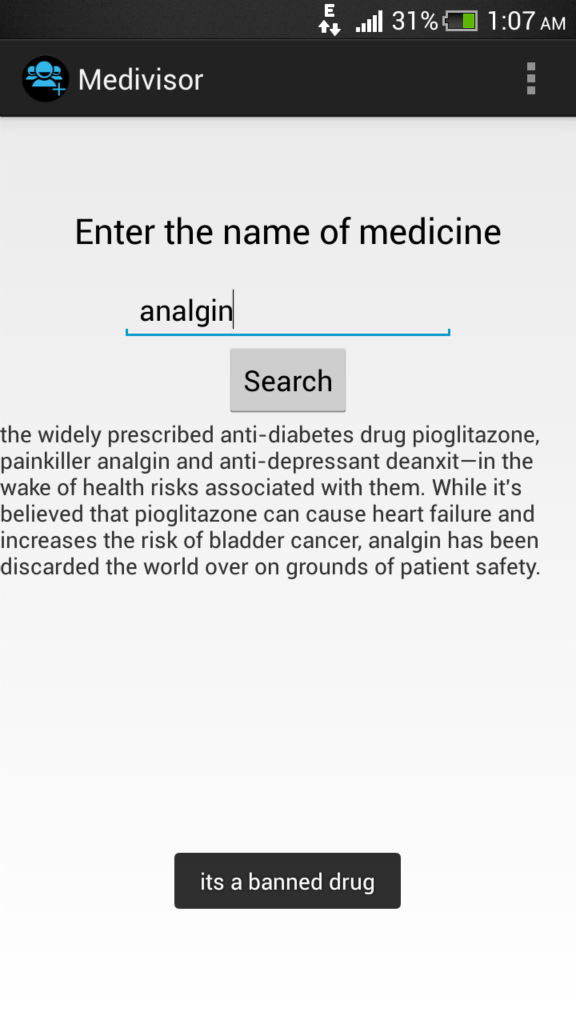 E
31% 1:07 AM
Medivisor
Enter the name of medicine
analgin
Search
the widely prescribed anti-diabetes drug pioglitazone,
painkiller analgin and anti-depressant deanxit—in the
wake of health risks associated with them. While it's
believed that pioglitazone can cause heart failure and
increases the risk of bladder cancer, analgin has been
discarded the world over on grounds of patient safety.
its a banned drug